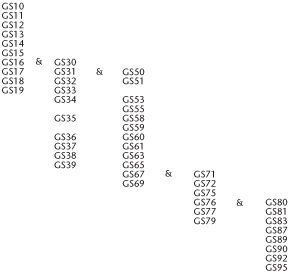 GS10
GS11
GS12
GS13
GS14
GS15
GS16 & GS30
GS17 GS31 & GS50
GS18 GS32 GS51
GS19 GS33
GS34 GS53
GS55
GS35 GS58
GS59
GS36 GS60
GS37 GS61
GS38 GS63
GS39 GS65
GS67 & GS71
GS69 GS72
GS75
GS76 & GS80
GS77 GS81
GS79 GS83
GS87
GS89
GS90
GS92
GS95